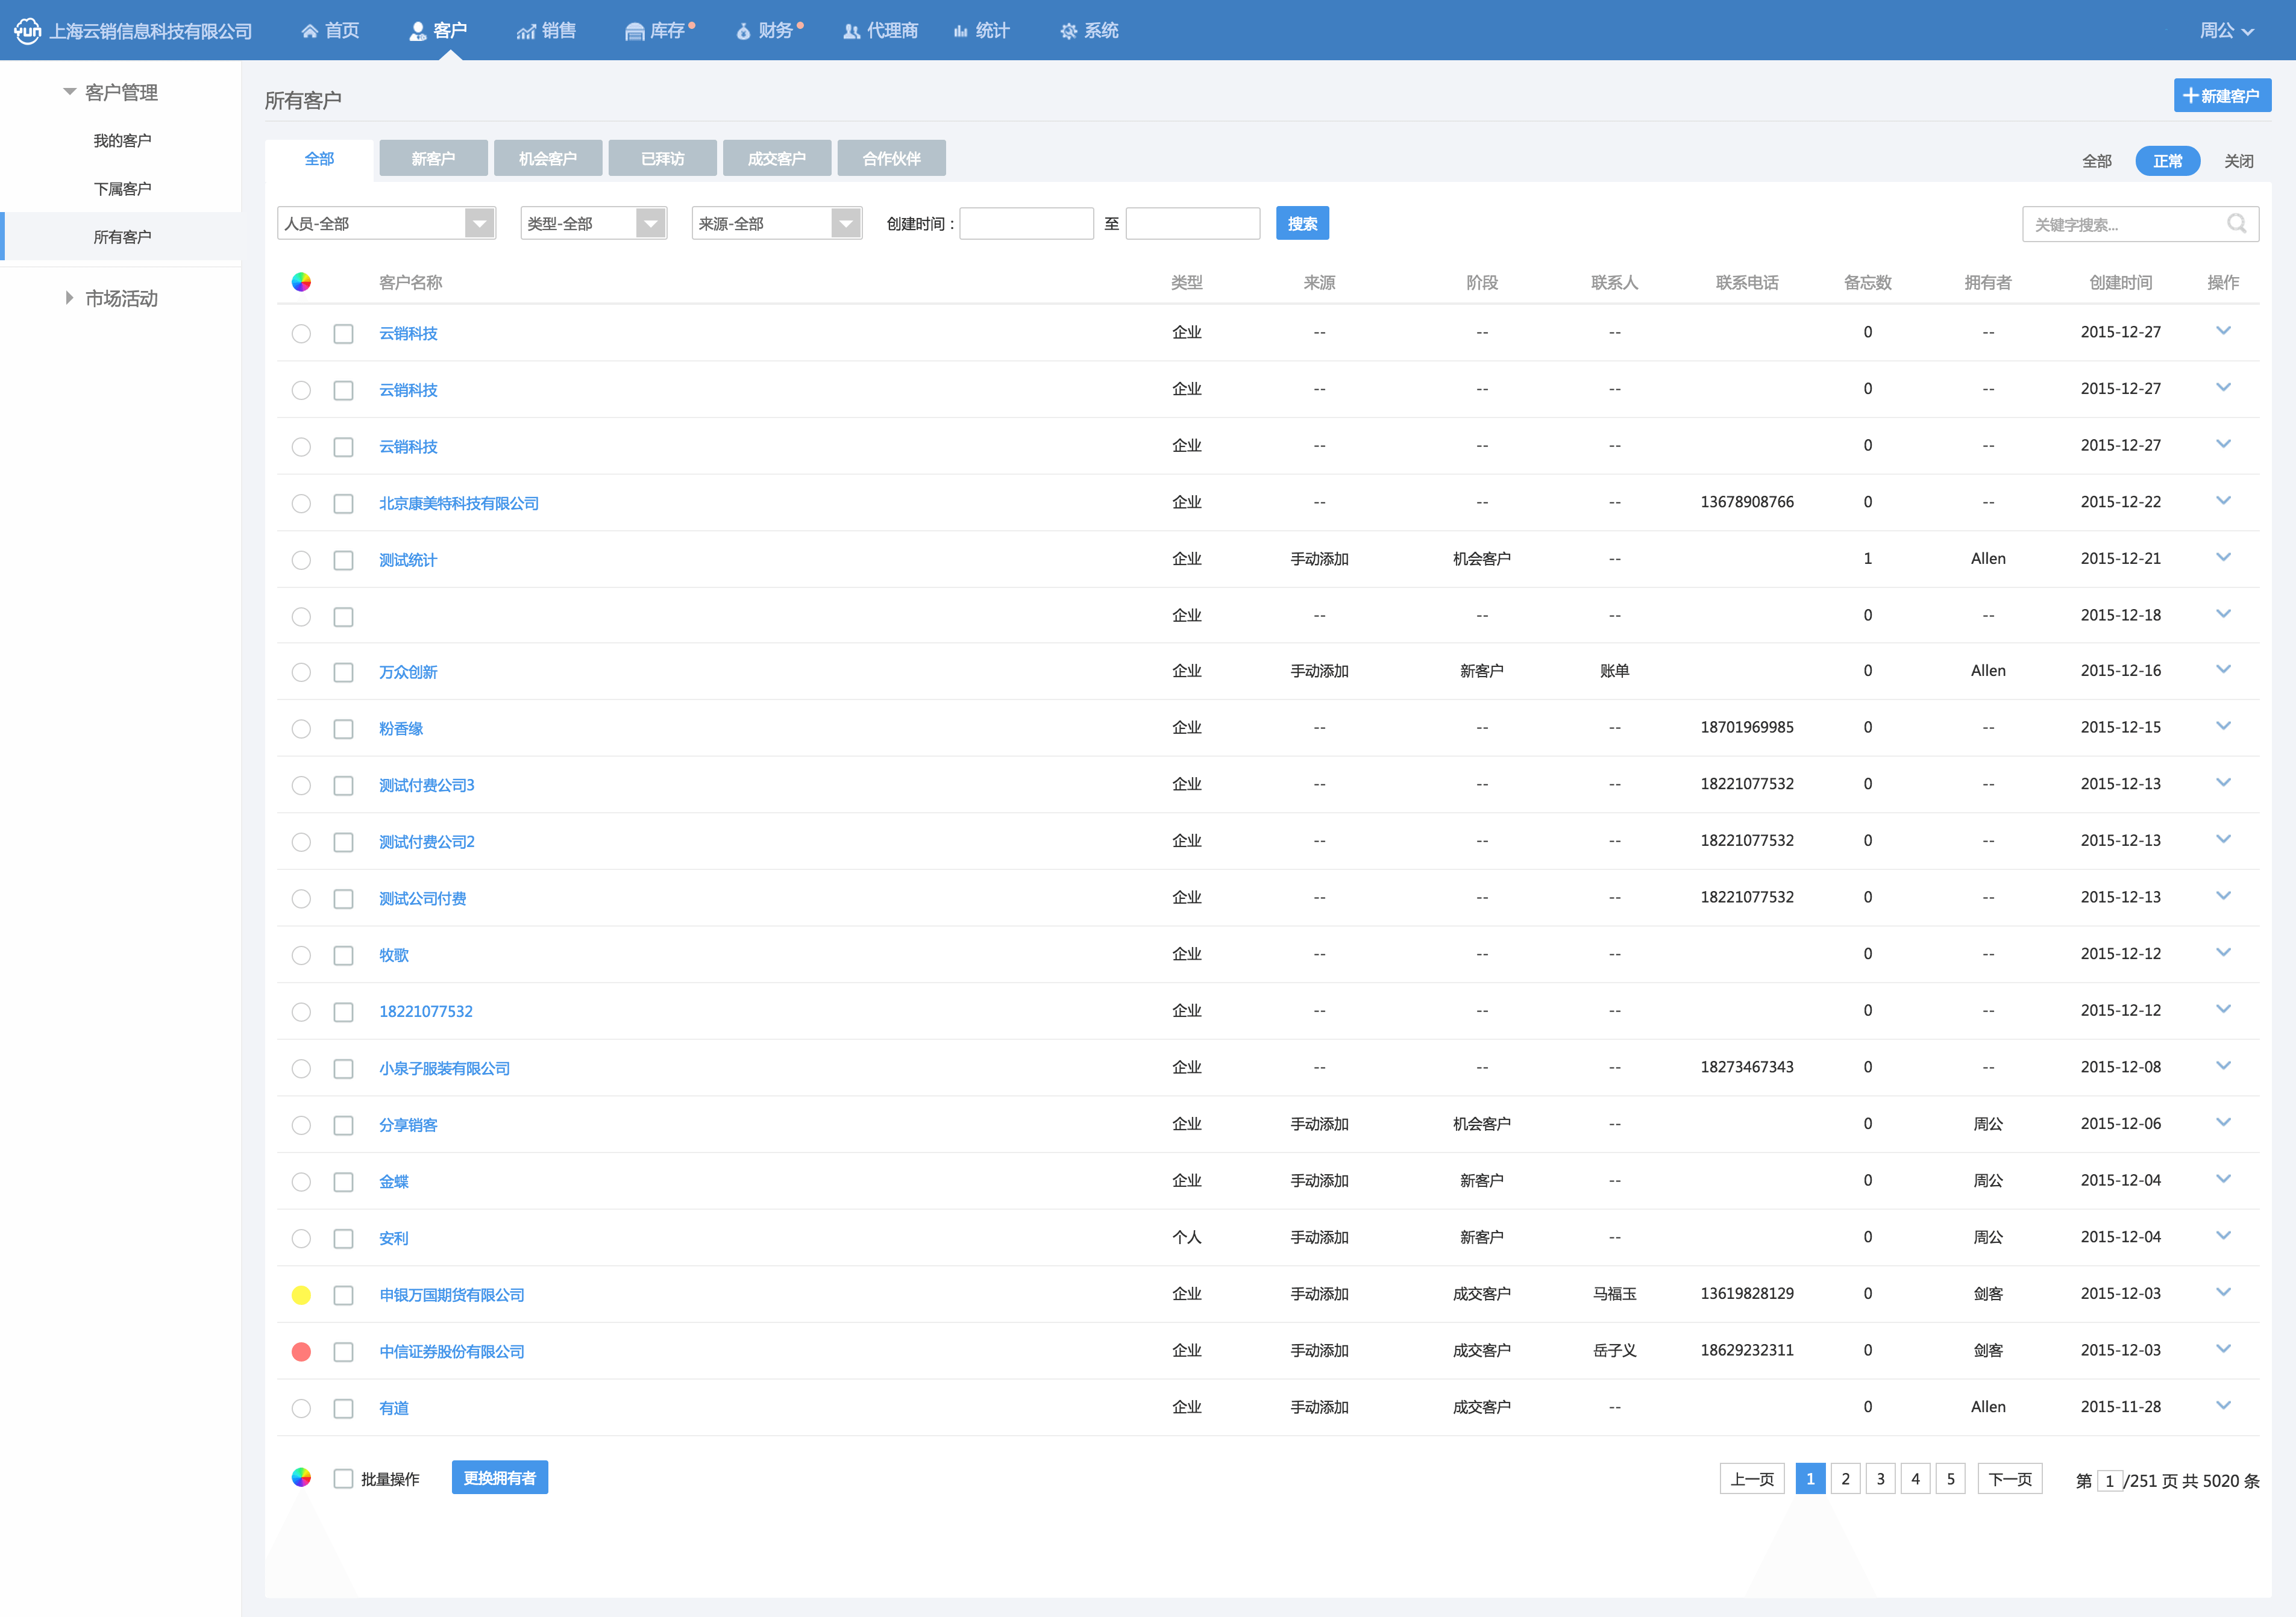 yun 上海云销信息科技有限公司 首页 客户 销售 库存 财务 代理商 统计 系统 周公
客户管理
我的客户
下属客户
所有客户
市场活动
所有客户 新建客户
全部 新客户 机会客户 已拜访 成交客户 合作伙伴 全部 正常 关闭
人员-全部 类型-全部 来源-全部 创建时间： 至 搜索 关键字搜索...
客户名称 类型 来源 阶段 联系人 联系电话 备忘数 拥有者 创建时间 操作
云销科技 企业 -- -- -- 0 -- 2015-12-27
云销科技 企业 -- -- -- 0 -- 2015-12-27
云销科技 企业 -- -- -- 0 -- 2015-12-27
北京康美特科技有限公司 企业 -- -- -- 13678908766 0 -- 2015-12-22
测试统计 企业 手动添加 机会客户 -- 1 Allen 2015-12-21
企业 -- -- -- 0 -- 2015-12-18
万众创新 企业 手动添加 新客户 账单 0 Allen 2015-12-16
粉香缘 企业 -- -- -- 18701969985 0 -- 2015-12-15
测试付费公司3 企业 -- -- -- 18221077532 0 -- 2015-12-13
测试付费公司2 企业 -- -- -- 18221077532 0 -- 2015-12-13
测试公司付费 企业 -- -- -- 18221077532 0 -- 2015-12-13
牧歌 企业 -- -- -- 0 -- 2015-12-12
18221077532 企业 -- -- -- 0 -- 2015-12-12
小泉子服装有限公司 企业 -- -- -- 18273467343 0 -- 2015-12-08
分享销客 企业 手动添加 机会客户 -- 0 周公 2015-12-06
金蝶 企业 手动添加 新客户 -- 0 周公 2015-12-04
安利 个人 手动添加 新客户 -- 0 周公 2015-12-04
申银万国期货有限公司 企业 手动添加 成交客户 马福玉 13619828129 0 剑客 2015-12-03
中信证券股份有限公司 企业 手动添加 成交客户 岳子义 18629232311 0 剑客 2015-12-03
有道 企业 手动添加 成交客户 -- 0 Allen 2015-11-28
批量操作 更换拥有者 上一页 1 2 3 4 5 下一页 第 1 /251 页 共 5020 条